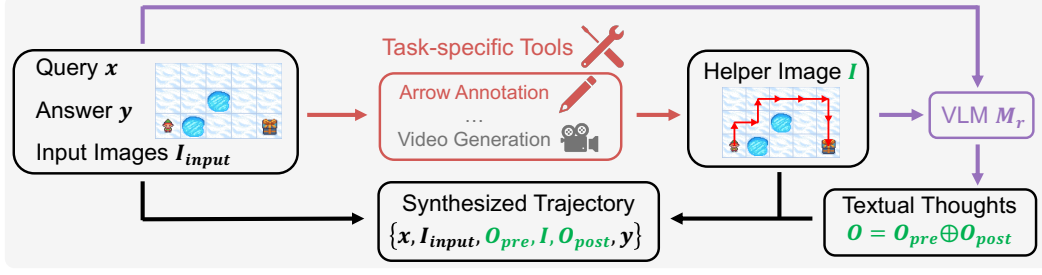 Query x
Answer y
Input Images I_input
Task-specific Tools
Arrow Annotation
...
Video Generation
Helper Image I
VLM M_r
Synthesized Trajectory
{x, I_input, O_pre, I, O_post, y}
Textual Thoughts
O = O_pre⊕O_post